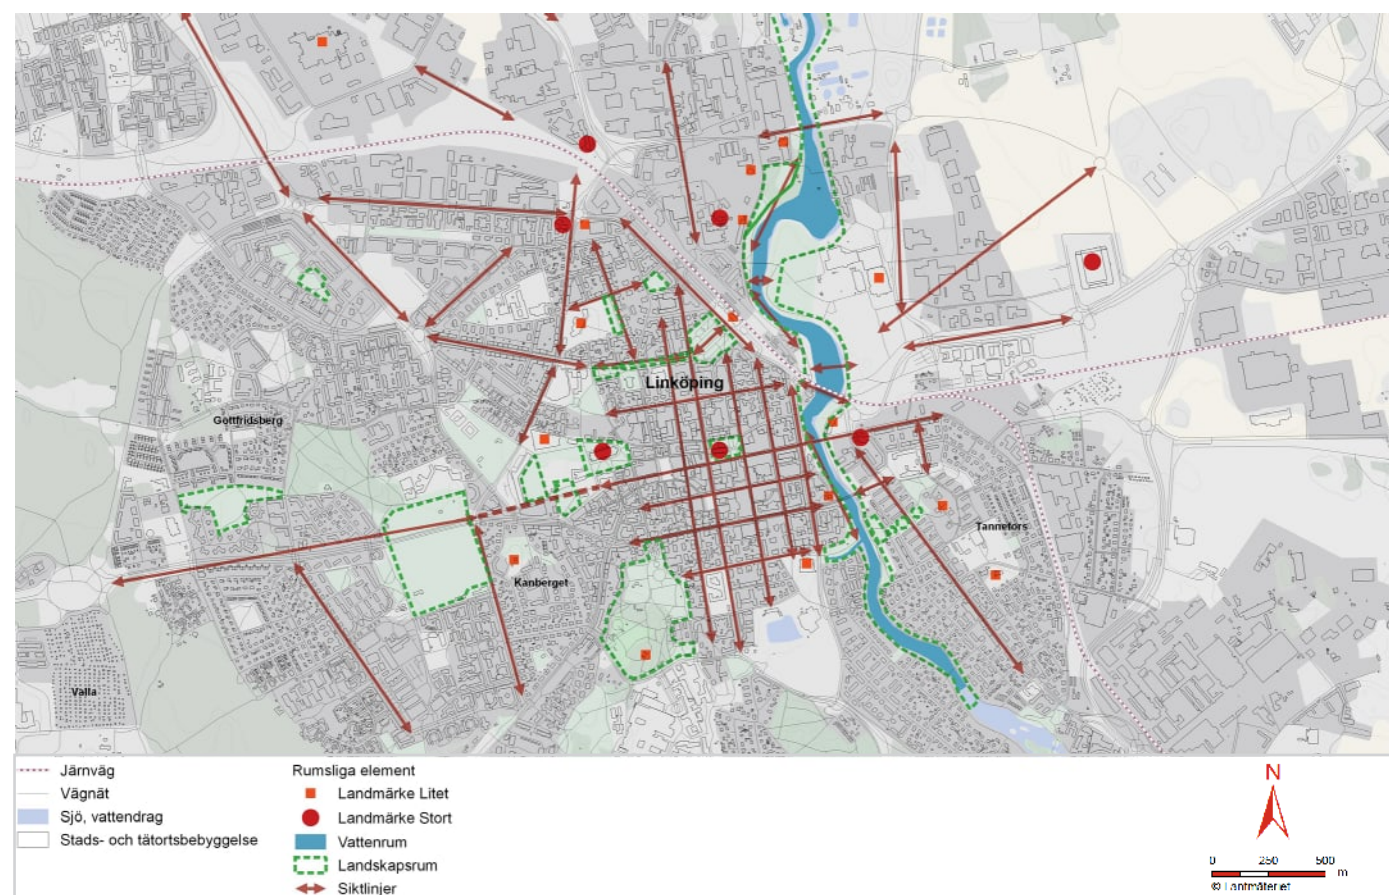 Linköping
Gottfridsberg
Tannefors
Kanberget
Valla
Järnväg
Vägnät
Sjö, vattendrag
Stads- och tätortsbebyggelse
Rumsliga element
Landmärke Litet
Landmärke Stort
Vattenrum
Landskapsrum
Siktlinjer
N
0 250 500
m
© Lantmäteriet